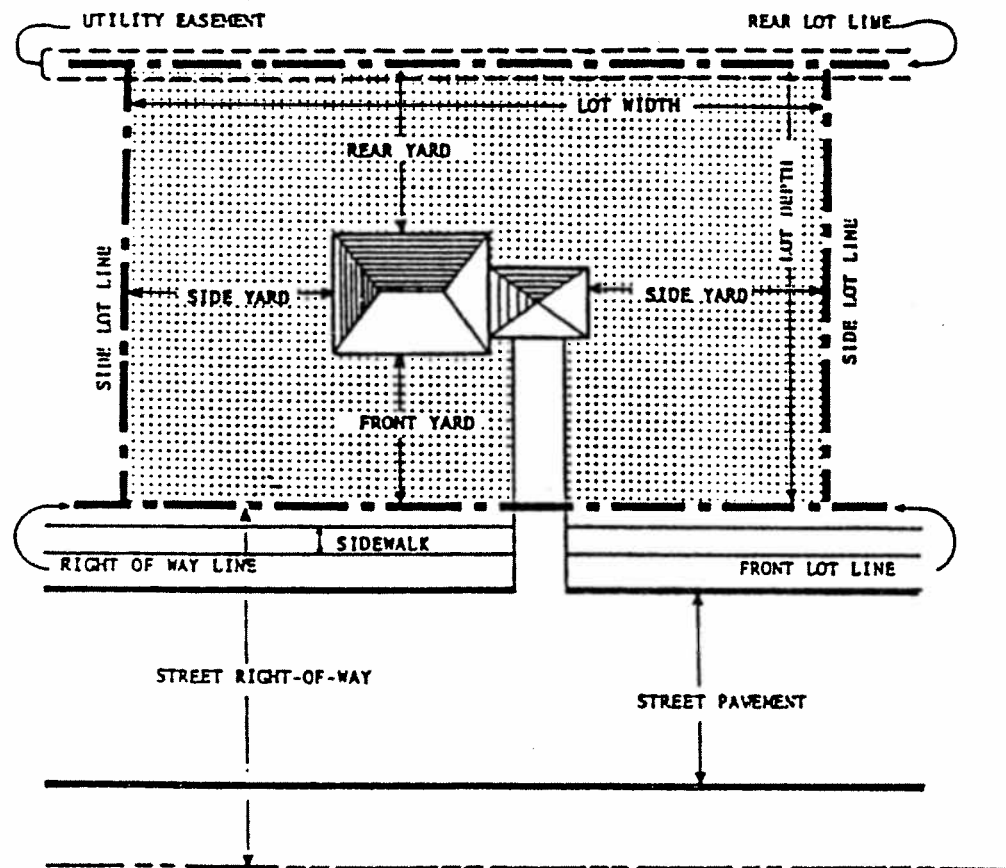 UTILITY EASEMENT
REAR LOT LINE
LOT WIDTH
REAR YARD
LOT DEPTH
SIDE LOT LINE
SIDE YARD
SIDE YARD
SIDE LOT LINE
FRONT YARD
SIDEWALK
RIGHT OF WAY LINE
FRONT LOT LINE
STREET RIGHT-OF-WAY
STREET PAVEMENT